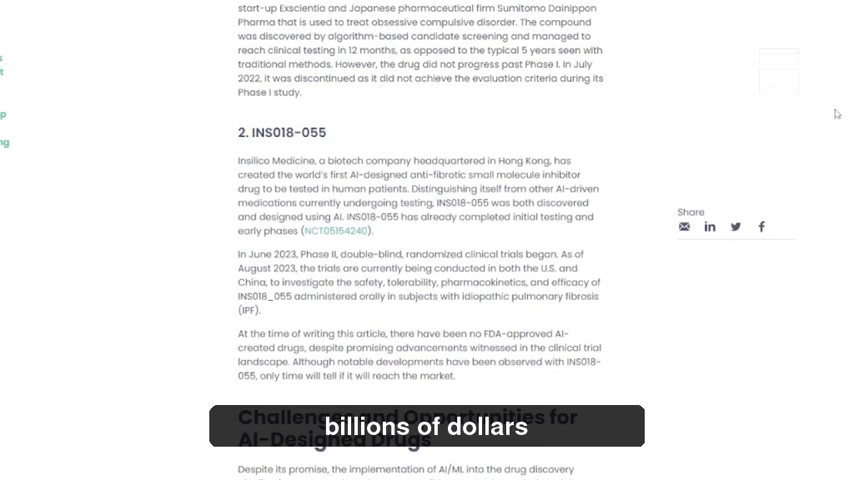 start-up Exscientia and Japanese pharmaceutical firm Sumitomo Dainippon
Pharma that is used to treat obsessive compulsive disorder. The compound
was discovered by algorithm-based candidate screening and managed to
reach clinical testing in 12 months, as opposed to the typical 5 years seen with
traditional methods. However, the drug did not progress past Phase I. In July
2022, it was discontinued as it did not achieve the evaluation criteria during its
Phase I study.
2. INS018-055
Insilico Medicine, a biotech company headquartered in Hong Kong, has
created the world's first AI-designed anti-fibrotic small molecule inhibitor
drug to be tested in human patients. Distinguishing itself from other AI-driven
medications currently undergoing testing, INS018-055 was both discovered
and designed using AI. INS018-055 has already completed initial testing and
early phases (NCT05154240).
Share
In June 2023, Phase II, double-blind, randomized clinical trials began. As of
August 2023, the trials are currently being conducted in both the U.S. and
China, to investigate the safety, tolerability, pharmacokinetics, and efficacy of
INS018_055 administered orally in subjects with idiopathic pulmonary fibrosis
(IPF).
At the time of writing this article, there have been no FDA-approved AI-
created drugs, despite promising advancements witnessed in the clinical trial
landscape. Although notable developments have been observed with INS018-
055, only time will tell if it will reach the market.
Challenges and Opportunities for
AI-Designed Drugs
billions of dollars
Despite its promise, the implementation of AI/ML into the drug discovery